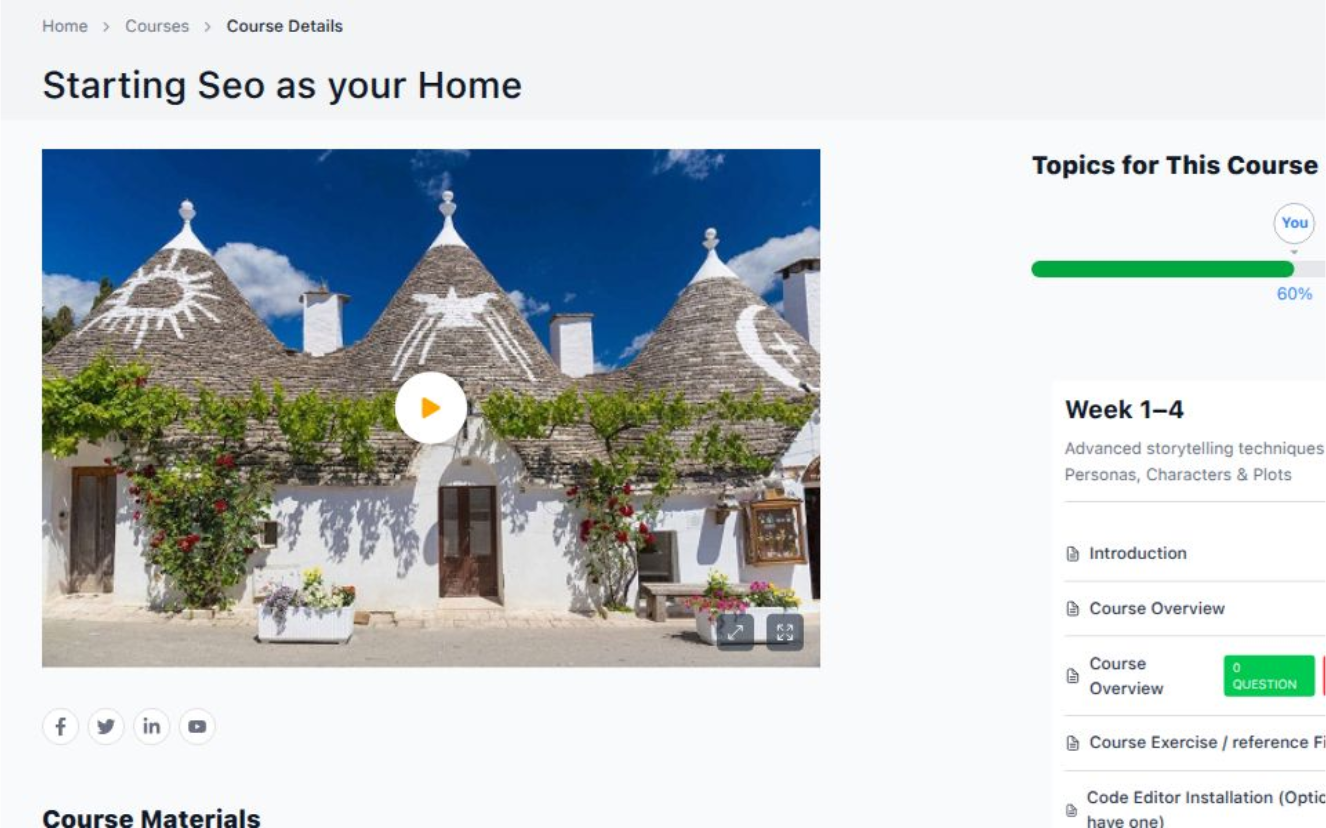 Home > Courses > Course Details
Starting Seo as your Home
Topics for This Course
You
60%
Week 1–4
Advanced storytelling techniques
Personas, Characters & Plots
Introduction
Course Overview
Course
Overview
0
QUESTION
Course Exercise / reference
Code Editor Installation
have one)
Course Materials